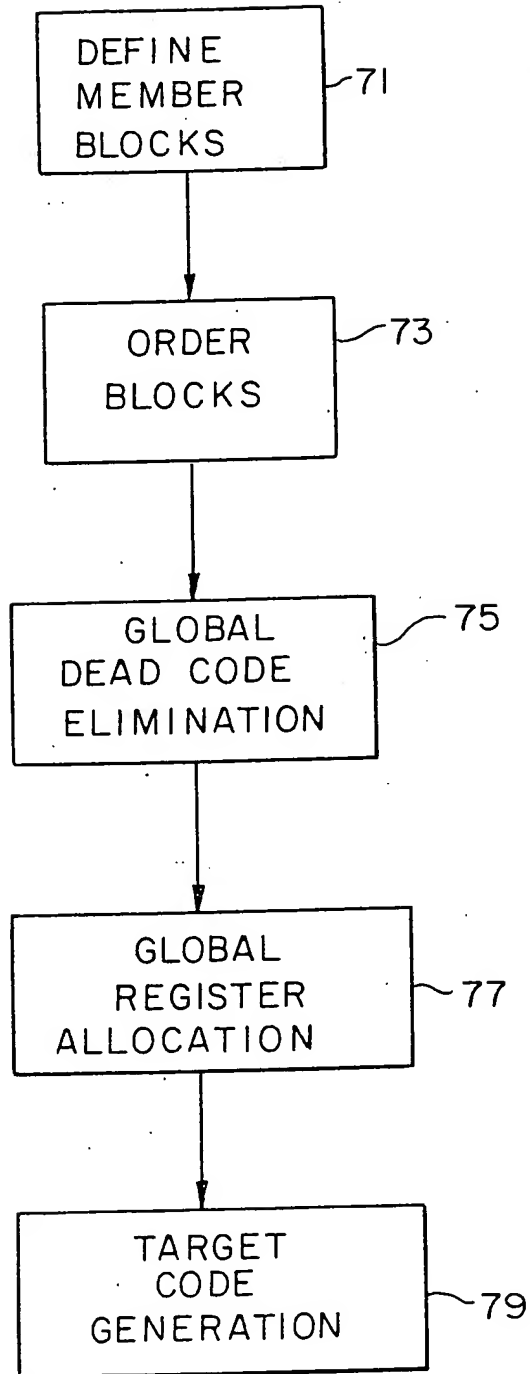 DEFINE
MEMBER
BLOCKS
71
ORDER
BLOCKS
73
GLOBAL
DEAD CODE
ELIMINATION
75
GLOBAL
REGISTER
ALLOCATION
77
TARGET
CODE
GENERATION
79